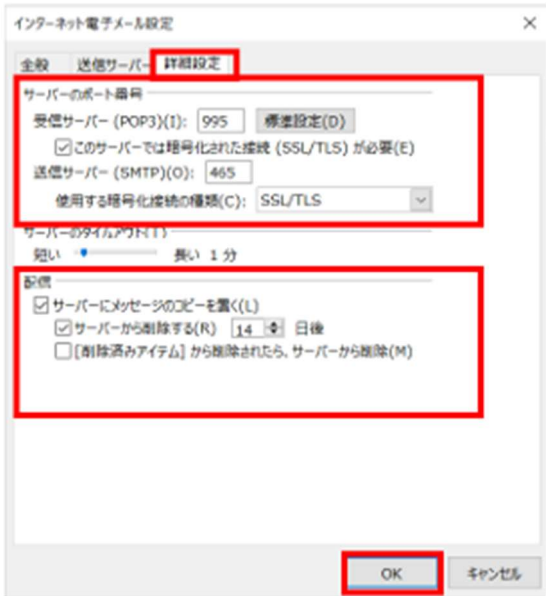 インターネット電子メール設定
全般 送信サーバー 詳細設定
サーバーのポート番号
受信サーバー (POP3)(I): 995 標準設定(D)
このサーバーでは暗号化された接続 (SSL/TLS) が必要(E)
送信サーバー (SMTP)(O): 465
使用する暗号化接続の種類(C): SSL/TLS
サーバーのタイムアウト(T)
短い 長い 1 分
配信
サーバーにメッセージのコピーを置く(L)
サーバーから削除する(R) 14 日後
[削除済みアイテム] から削除されたら、サーバーから削除(M)
OK キャンセル